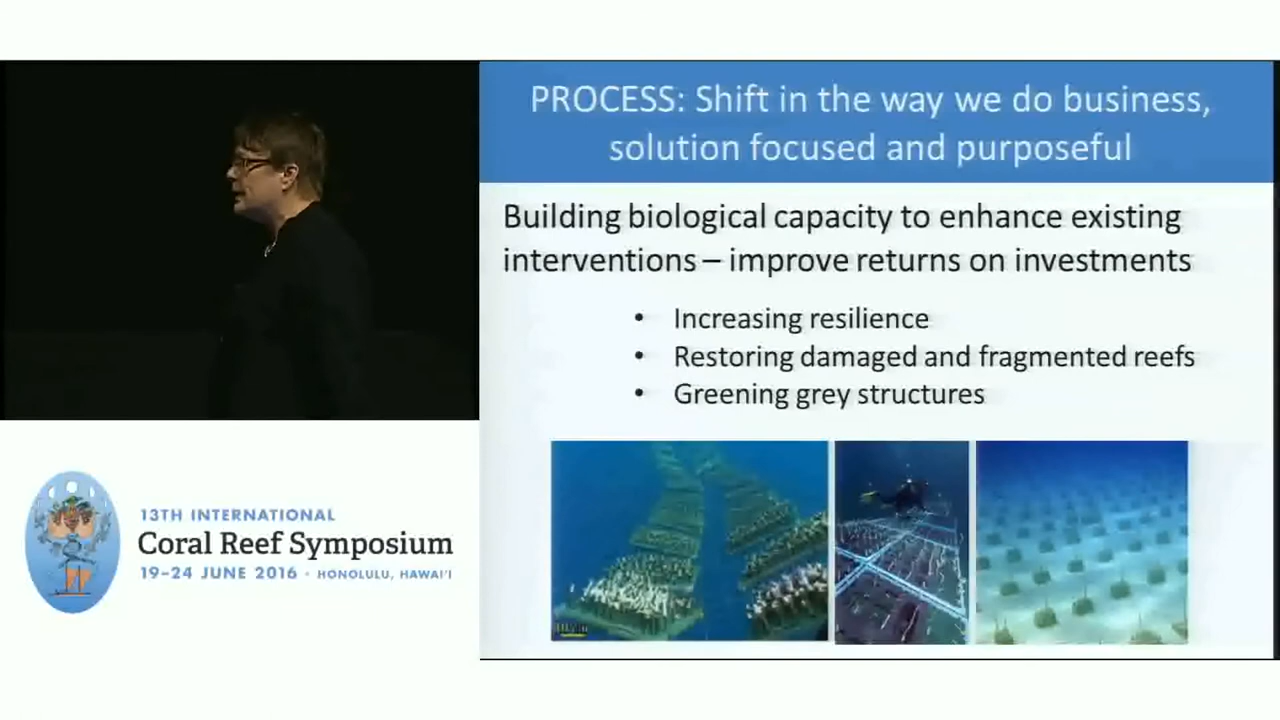 PROCESS: Shift in the way we do business,
solution focused and purposeful
Building biological capacity to enhance existing
interventions – improve returns on investments
• Increasing resilience
• Restoring damaged and fragmented reefs
• Greening grey structures
13TH INTERNATIONAL
Coral Reef Symposium
19–24 JUNE 2016 · HONOLULU, HAWAI'I